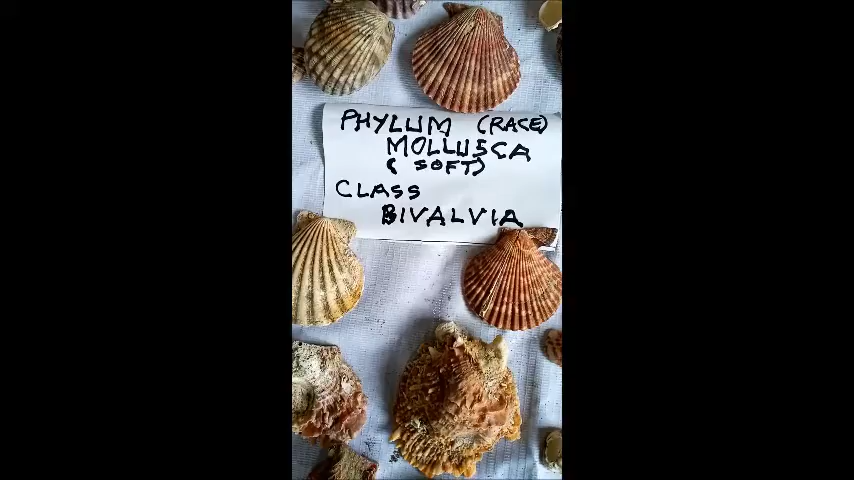 PHYLUM (RACE)
MOLLUSCA
( SOFT)
CLASS
BIVALVIA